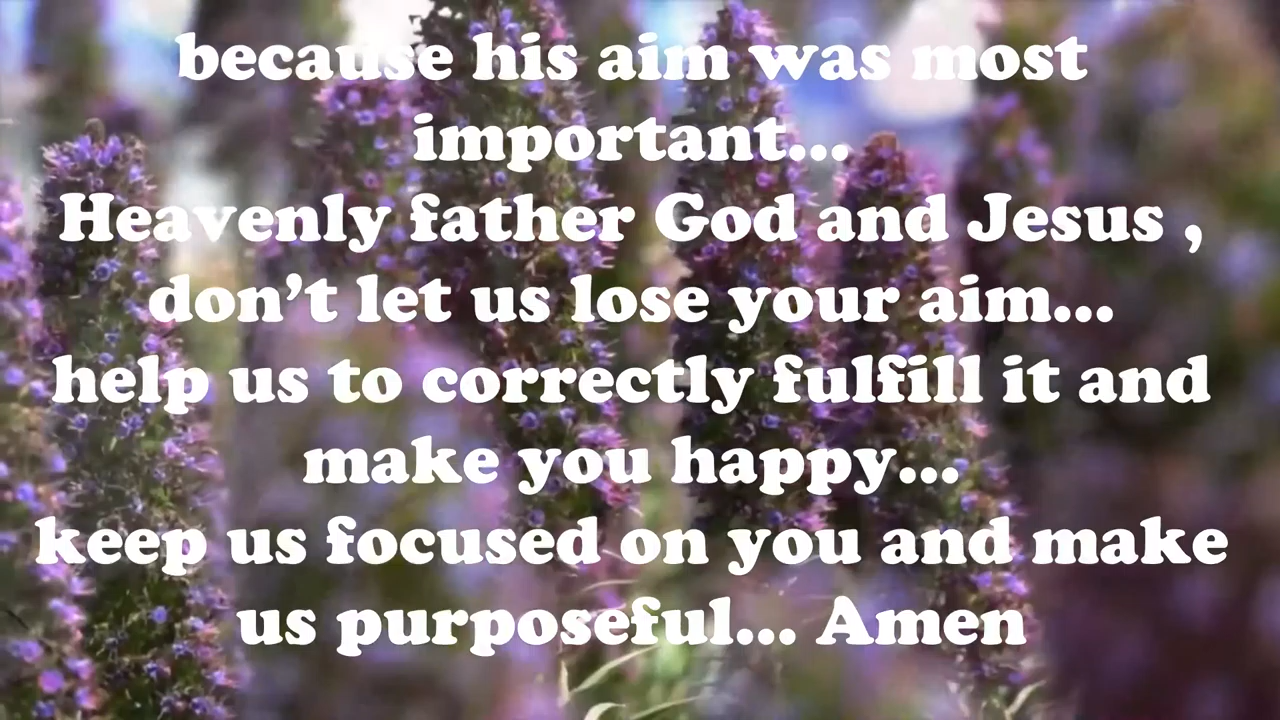 because his aim was most
important...
Heavenly father God and Jesus ,
don’t let us lose your aim...
help us to correctly fulfill it and
make you happy...
keep us focused on you and make
us purposeful... Amen